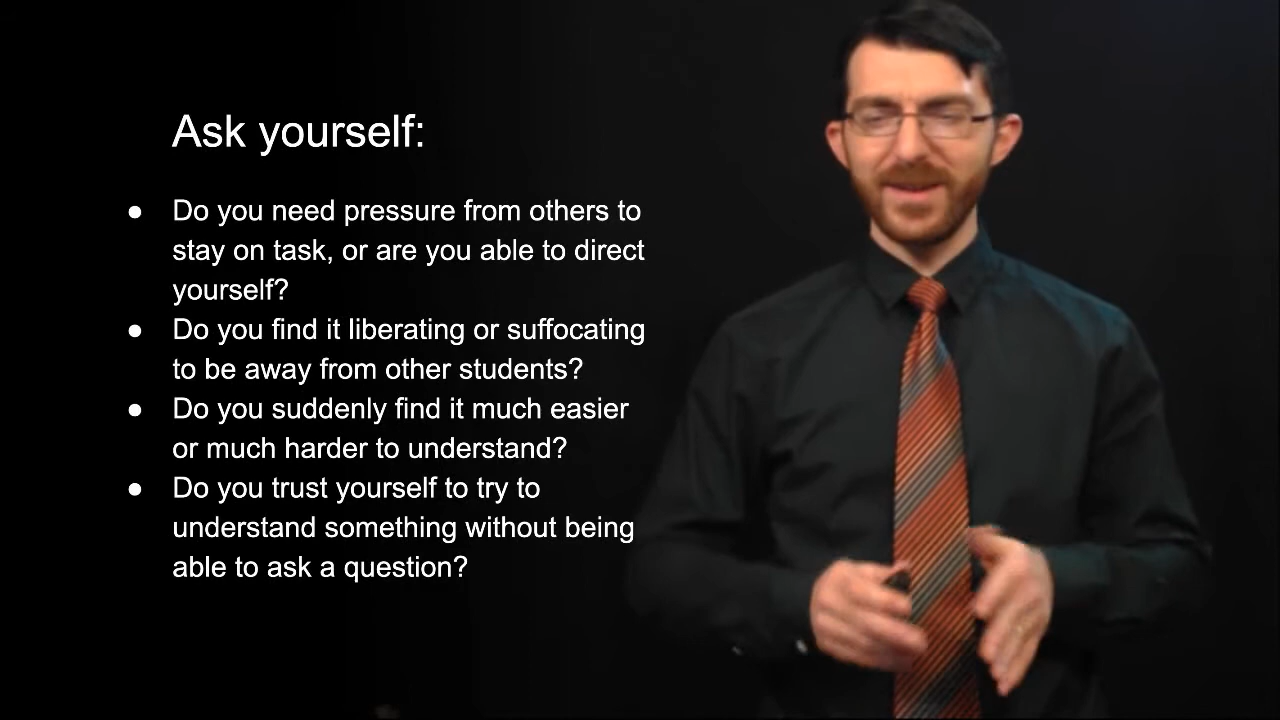 Ask yourself:
● Do you need pressure from others to
stay on task, or are you able to direct
yourself?
● Do you find it liberating or suffocating
to be away from other students?
● Do you suddenly find it much easier
or much harder to understand?
● Do you trust yourself to try to
understand something without being
able to ask a question?